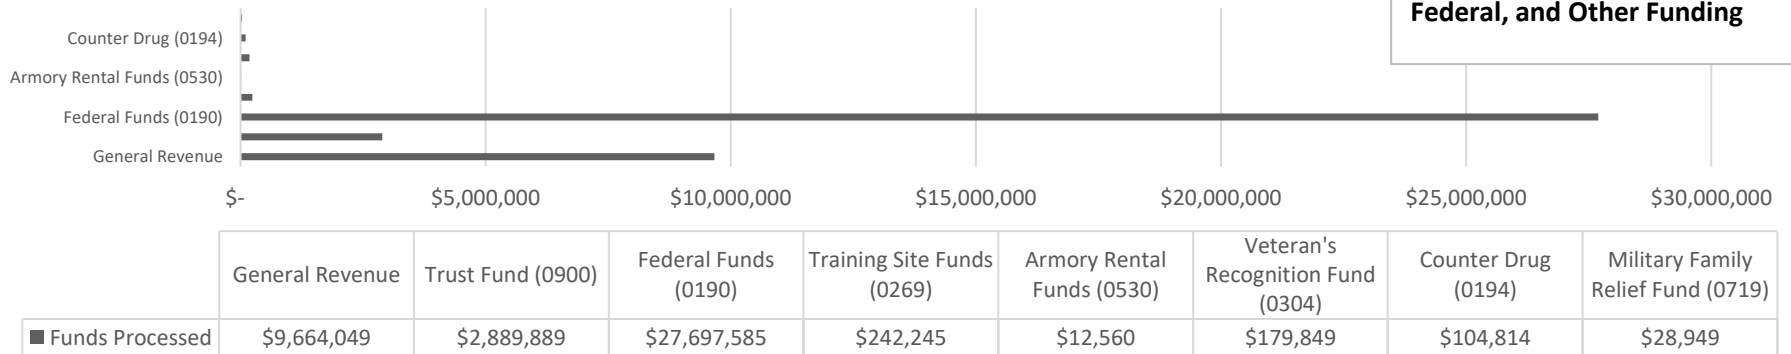 Federal, and Other Funding
Counter Drug (0194)
Armory Rental Funds (0530)
Federal Funds (0190)
General Revenue
$- $5,000,000 $10,000,000 $15,000,000 $20,000,000 $25,000,000 $30,000,000
General Revenue Trust Fund (0900) Federal Funds (0190) Training Site Funds (0269) Armory Rental Funds (0530) Veteran's Recognition Fund (0304) Counter Drug (0194) Military Family Relief Fund (0719)
Funds Processed $9,664,049 $2,889,889 $27,697,585 $242,245 $12,560 $179,849 $104,814 $28,949